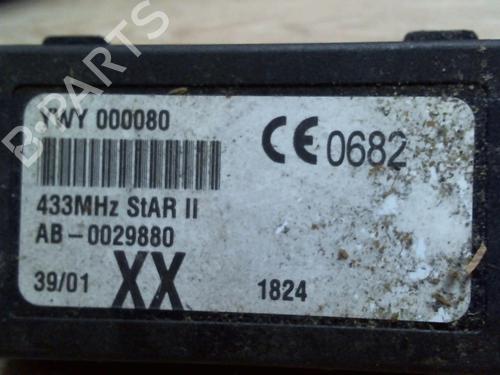 YWY 000080
CE 0682
433MHz StAR II
AB-0029880
39/01 XX 1824
B-PARTS